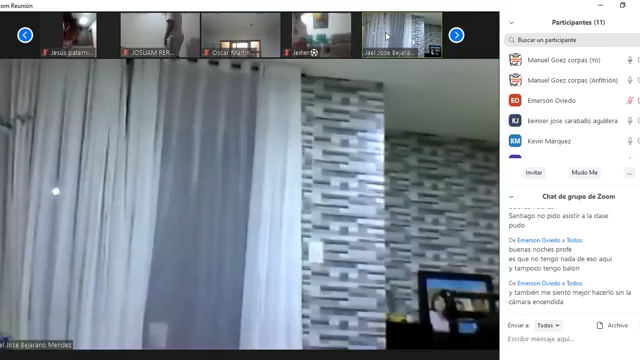 Zoom Reunión
Jesús paterni...
JOSUAM PER...
Oscar Martin...
Jeiner⚽
Jael Jose Bejara...
el Jose Bejarano Mendez
Participantes (11)
Buscar un participante
Manuel Goez corpas (Yo)
Manuel Goez corpas (Anfitrión)
EO Emerson Oviedo
KJ keinner jose caraballo aguilera
KM Kevin Márquez
Invitar
Mudo Me
...
Chat de grupo de Zoom
Santiago no pido asistir a la clase
pudo
De Emerson Oviedo a Todos:
buenas noches profe
es que no tengo nada de eso aqui
y tampoco tengo balon
De Emerson Oviedo a Todos:
y también me siento mejor hacerlo sin la
cámara encendida
Enviar a: Todos
Archivo
Escribir mensaje aquí...